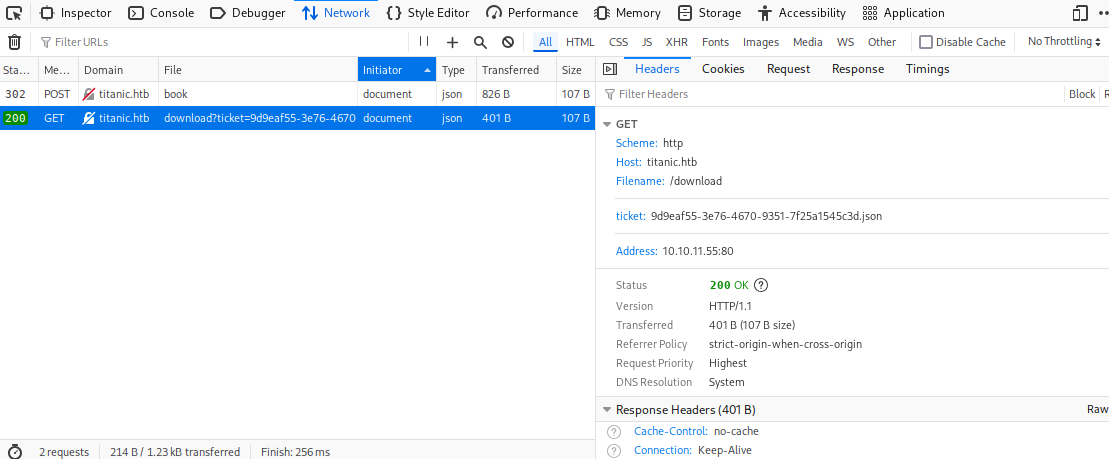 Inspector Console Debugger Network Style Editor Performance Memory Storage Accessibility Application
Filter URLs All HTML CSS JS XHR Fonts Images Media WS Other Disable Cache No Throttling
Sta... Me... Domain File Initiator Type Transferred Size
302 POST titanic.htb book document json 826 B 107 B
200 GET titanic.htb download?ticket=9d9eaf55-3e76-4670 document json 401 B 107 B
2 requests 214 B / 1.23 kB transferred Finish: 256 ms
Headers Cookies Request Response Timings
Filter Headers Block R
GET
Scheme: http
Host: titanic.htb
Filename: /download
ticket: 9d9eaf55-3e76-4670-9351-7f25a1545c3d.json
Address: 10.10.11.55:80
Status 200 OK ?
Version HTTP/1.1
Transferred 401 B (107 B size)
Referrer Policy strict-origin-when-cross-origin
Request Priority Highest
DNS Resolution System
Response Headers (401 B) Raw
? Cache-Control: no-cache
? Connection: Keep-Alive